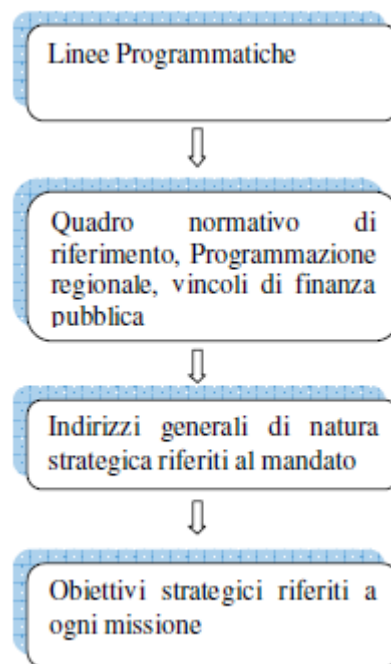 Linee Programmatiche
Quadro normativo di
riferimento, Programmazione
regionale, vincoli di finanza
pubblica
Indirizzi generali di natura
strategica riferiti al mandato
Obiettivi strategici riferiti a
ogni missione